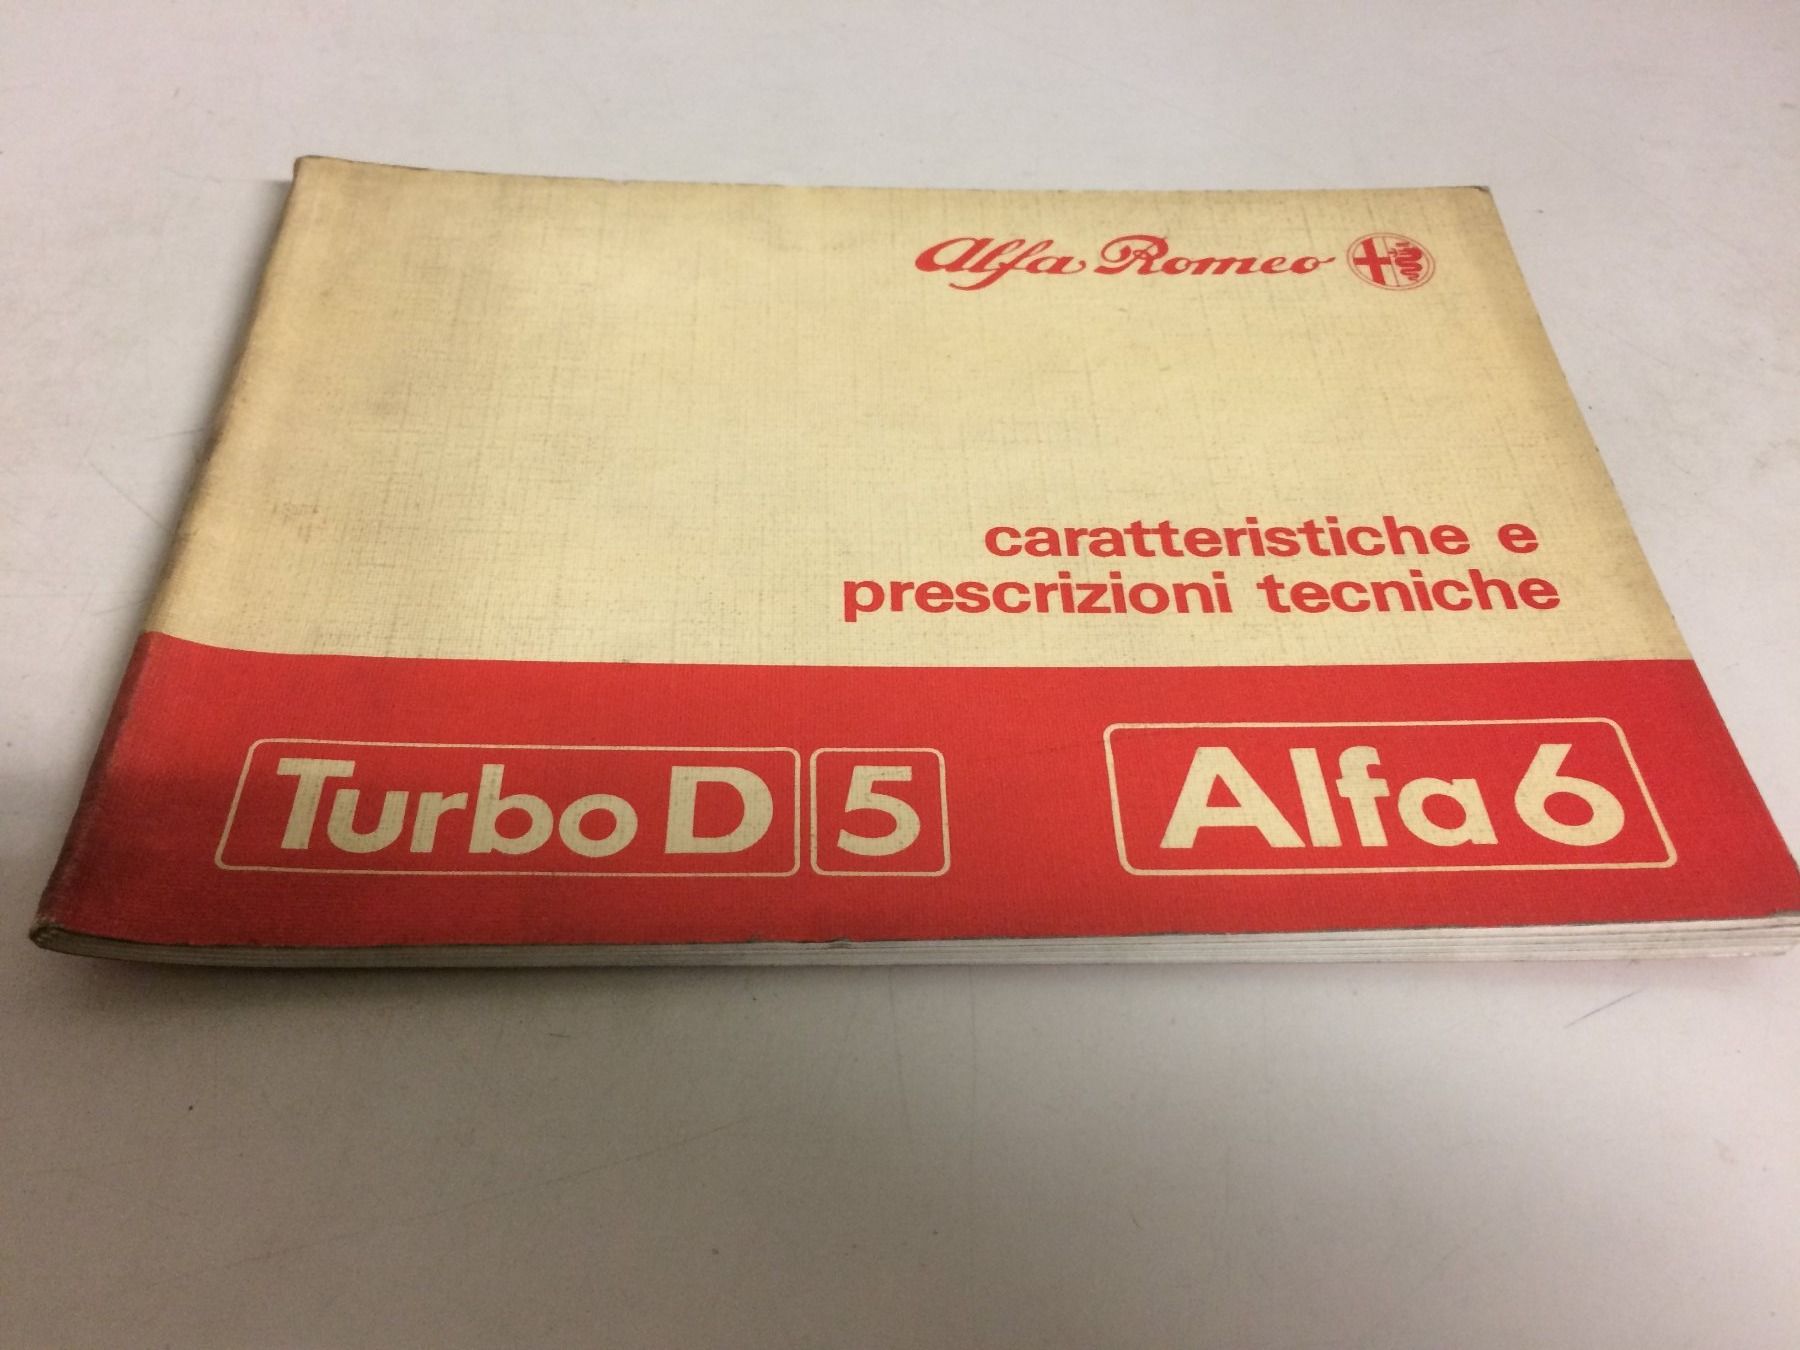 Alfa Romeo
caratteristiche e
prescrizioni tecniche
Turbo D 5 Alfa 6